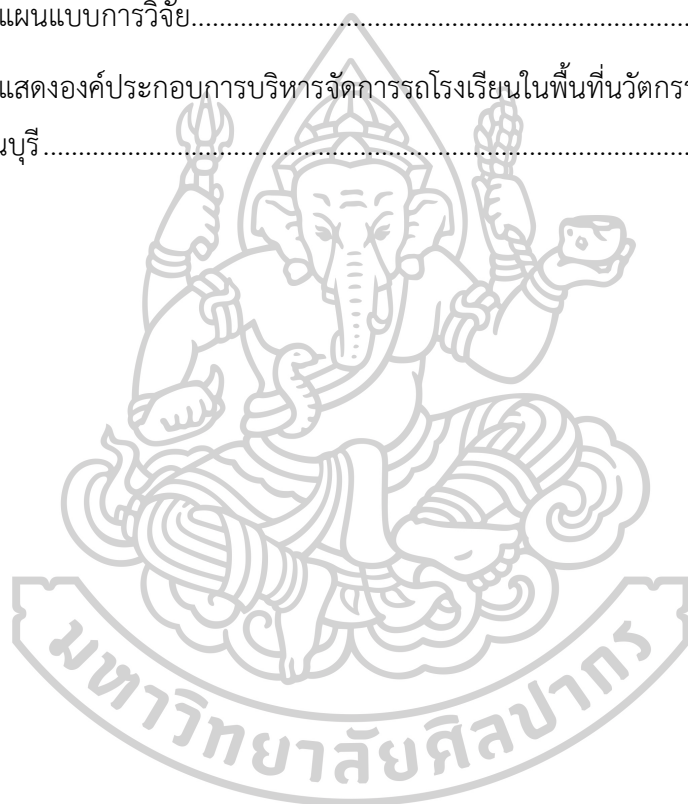 แผนแบบการวิจัย
แสดงองค์ประกอบการบริหารจัดการรถโรงเรียนในพื้นที่นวัตกรร
นบุรี
มหาวิทยาลัยศิลปากร